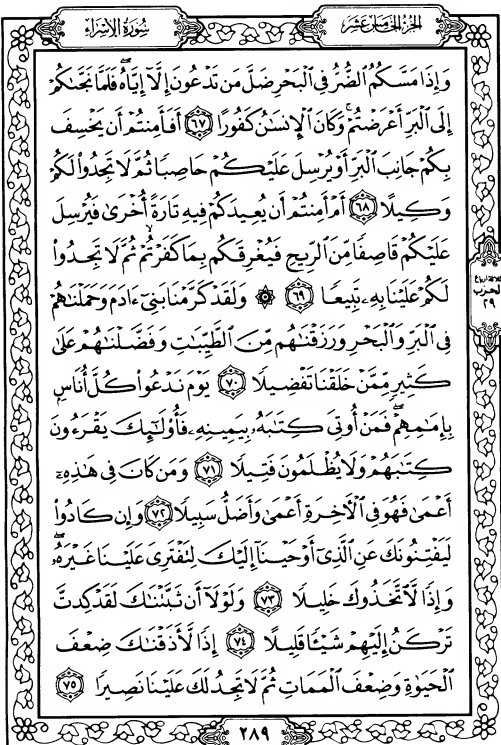 الجزء الخامس عشر
سورة الإسراء
وَإِذَا مَسَّكُمُ ٱلضُّرُّ فِى ٱلْبَحْرِ ضَلَّ مَن تَدْعُونَ إِلَّآ إِيَّاهُ ۖ فَلَمَّا نَجَّىٰكُمْ
إِلَى ٱلْبَرِّ أَعْرَضْتُمْ ۚ وَكَانَ ٱلْإِنسَٰنُ كَفُورًا ٦٧ أَفَأَمِنتُمْ أَن يَخْسِفَ
بِكُمْ جَانِبَ ٱلْبَرِّ أَوْ يُرْسِلَ عَلَيْكُمْ حَاصِبًا ثُمَّ لَا تَجِدُوا۟ لَكُمْ
وَكِيلًا ٦٨ أَمْ أَمِنتُمْ أَن يُعِيدَكُمْ فِيهِ تَارَةً أُخْرَىٰ فَيُرْسِلَ
عَلَيْكُمْ قَاصِفًا مِّنَ ٱلرِّيحِ فَيُغْرِقَكُم بِمَا كَفَرْتُمْ ۙ ثُمَّ لَا تَجِدُوا۟
لَكُمْ عَلَيْنَا بِهِۦ تَبِيعًا ٦٩ ۞ وَلَقَدْ كَرَّمْنَا بَنِىٓ ءَادَمَ وَحَمَلْنَٰهُمْ
فِى ٱلْبَرِّ وَٱلْبَحْرِ وَرَزَقْنَٰهُم مِّنَ ٱلطَّيِّبَٰتِ وَفَضَّلْنَٰهُمْ عَلَىٰ
كَثِيرٍ مِّمَّنْ خَلَقْنَا تَفْضِيلًا ٧٠ يَوْمَ نَدْعُوا۟ كُلَّ أُنَاسٍۭ
بِإِمَٰمِهِمْ ۖ فَمَنْ أُوتِىَ كِتَٰبَهُۥ بِيَمِينِهِۦ فَأُو۟لَٰٓئِكَ يَقْرَءُونَ
كِتَٰبَهُمْ وَلَا يُظْلَمُونَ فَتِيلًا ٧١ وَمَن كَانَ فِى هَٰذِهِۦٓ
أَعْمَىٰ فَهُوَ فِى ٱلْءَاخِرَةِ أَعْمَىٰ وَأَضَلُّ سَبِيلًا ٧٢ وَإِن كَادُوا۟
لَيَفْتِنُونَكَ عَنِ ٱلَّذِىٓ أَوْحَيْنَآ إِلَيْكَ لِتَفْتَرِىَ عَلَيْنَا غَيْرَهُۥ ۖ
وَإِذًا لَّٱتَّخَذُوكَ خَلِيلًا ٧٣ وَلَوْلَآ أَن ثَبَّتْنَٰكَ لَقَدْ كِدتَّ
تَرْكَنُ إِلَيْهِمْ شَيْـًٔا قَلِيلًا ٧٤ إِذًا لَّأَذَقْنَٰكَ ضِعْفَ
ٱلْحَيَوٰةِ وَضِعْفَ ٱلْمَمَاتِ ثُمَّ لَا تَجِدُ لَكَ عَلَيْنَا نَصِيرًا ٧٥
الحزب
٢٩
٢٨٩